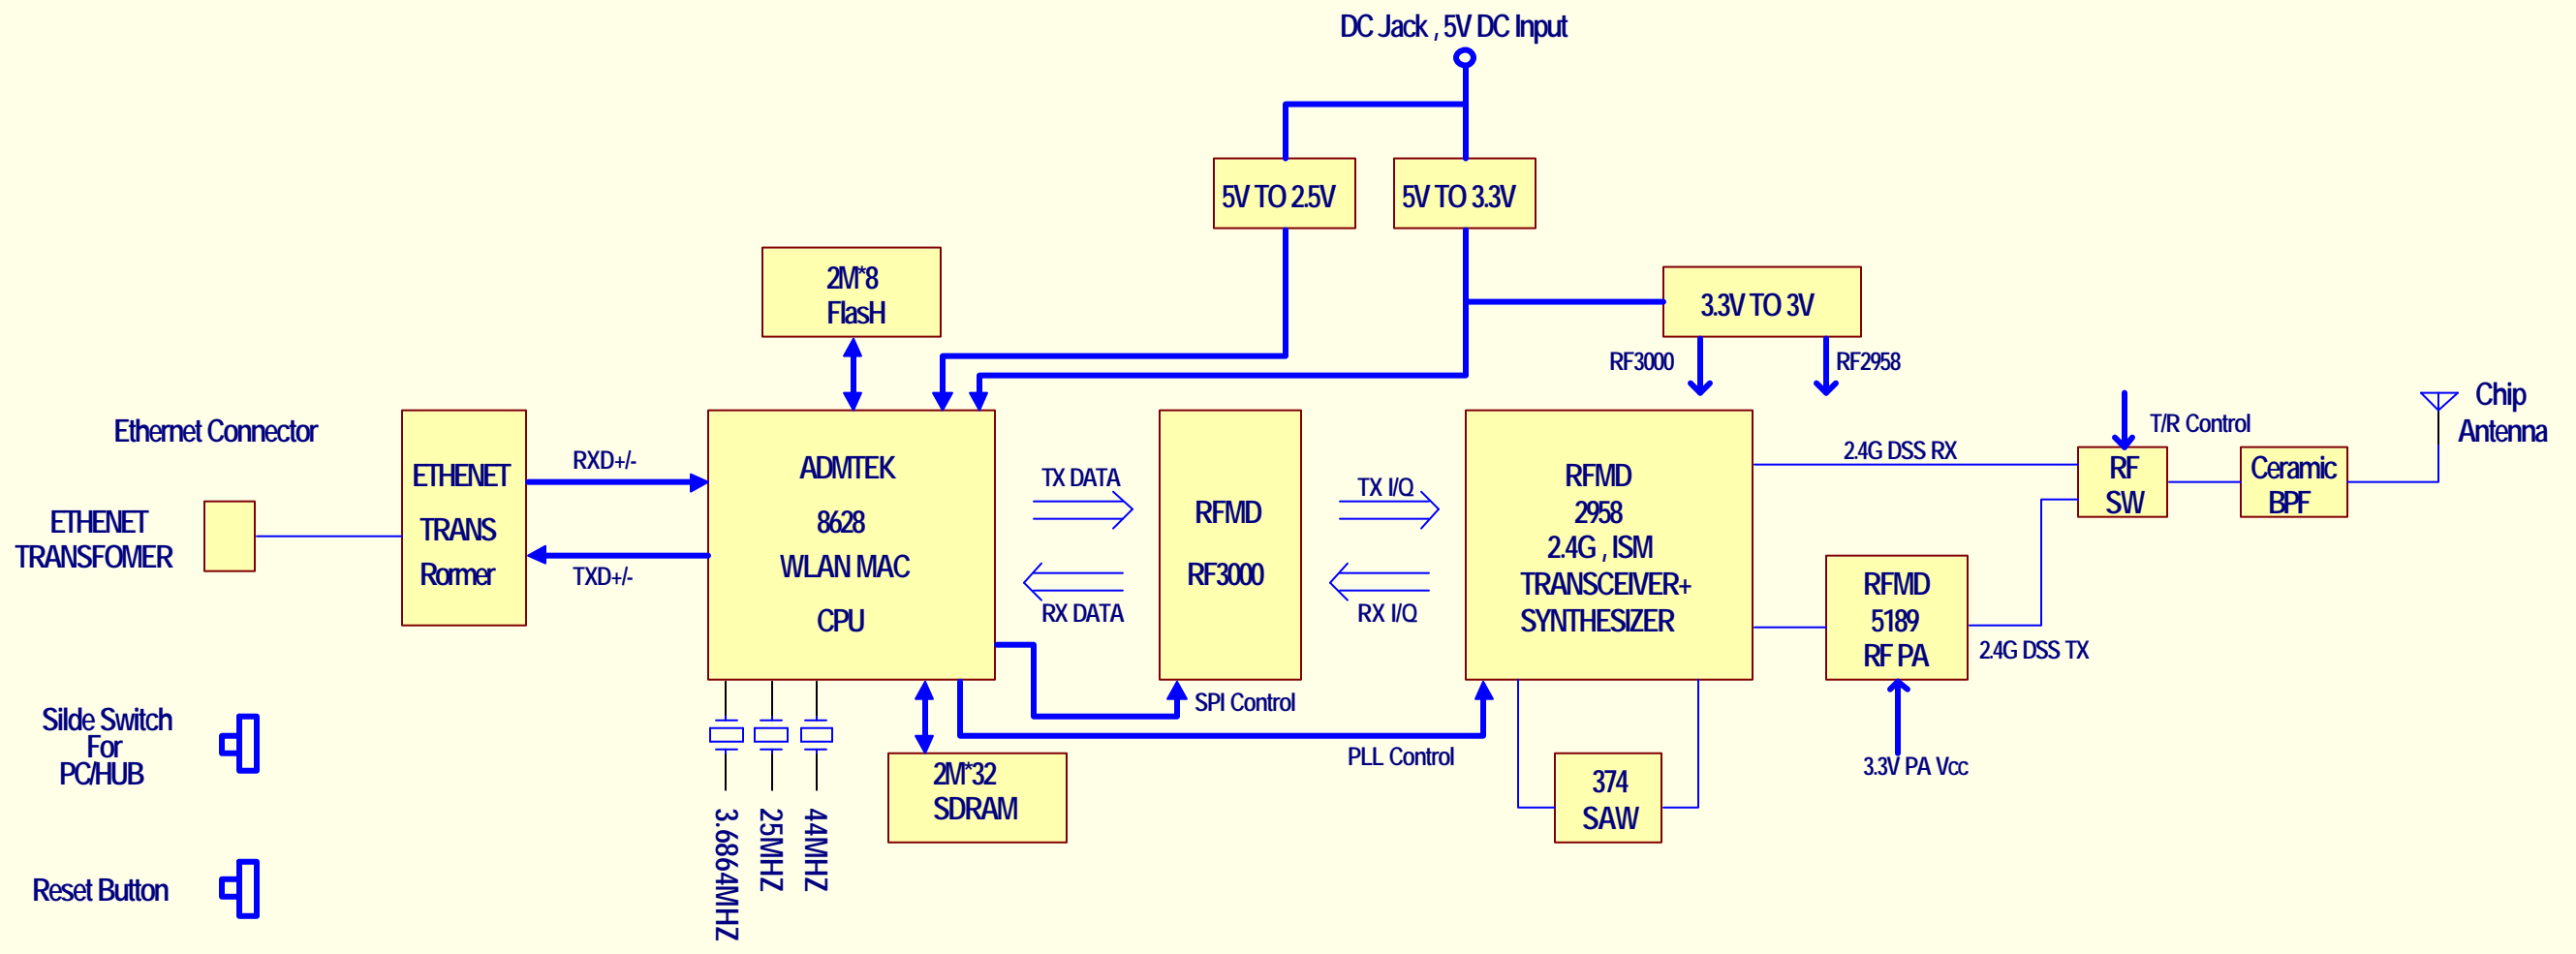 DC Jack , 5V DC Input
5V TO 2.5V
5V TO 3.3V
2M*8
FlasH
3.3V TO 3V
RF3000
RF2958
Chip
Antenna
T/R Control
Ethernet Connector
ETHENET
TRANSFOMER
ETHENET
TRANS
Rormer
RXD+/-
TXD+/-
ADMTEK
8628
WLAN MAC
CPU
TX DATA
RX DATA
RFMD
RF3000
TX I/Q
RX I/Q
RFMD
2958
2.4G , ISM
TRANSCEIVER+
SYNTHESIZER
2.4G DSS RX
RF
SW
Ceramic
BPF
RFMD
5189
RF PA
2.4G DSS TX
SPI Control
PLL Control
3.3V PA Vcc
Silde Switch
For
PC/HUB
Reset Button
3.6864MHZ
25MHZ
44MHZ
2M*32
SDRAM
374
SAW